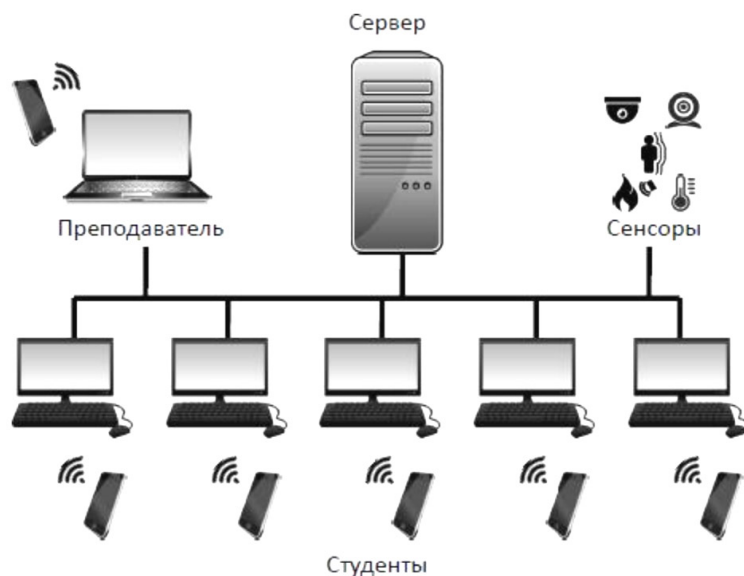 Сервер
Преподаватель
Сенсоры
Студенты